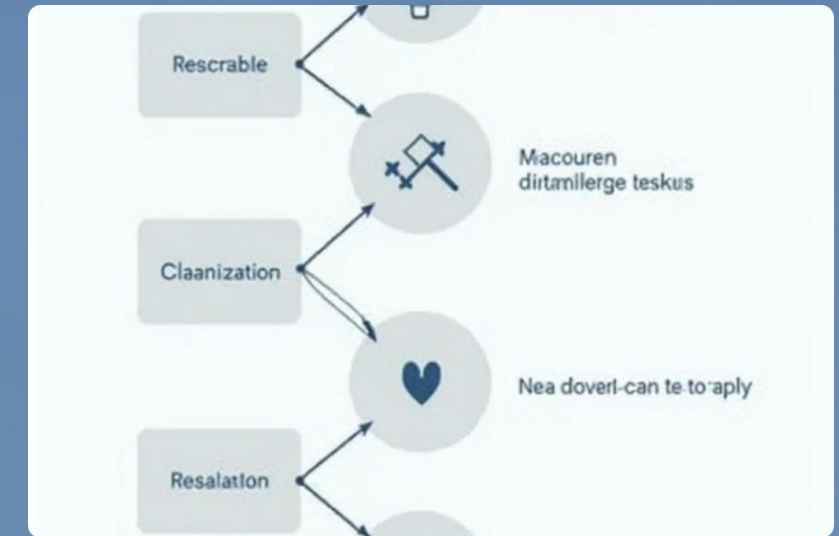 Rescrable
Macouren
dirtamllerge teskus
Claanization
Nea doverl-can te-to-aply
Resalation